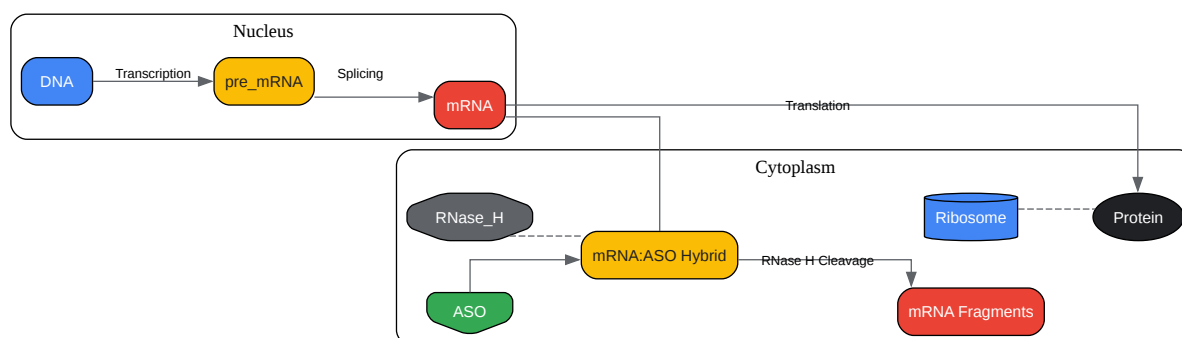 Nucleus
DNA
Transcription
pre_mRNA
Splicing
mRNA
Translation
Cytoplasm
RNase_H
Ribosome
Protein
mRNA:ASO Hybrid
RNase H Cleavage
ASO
mRNA Fragments